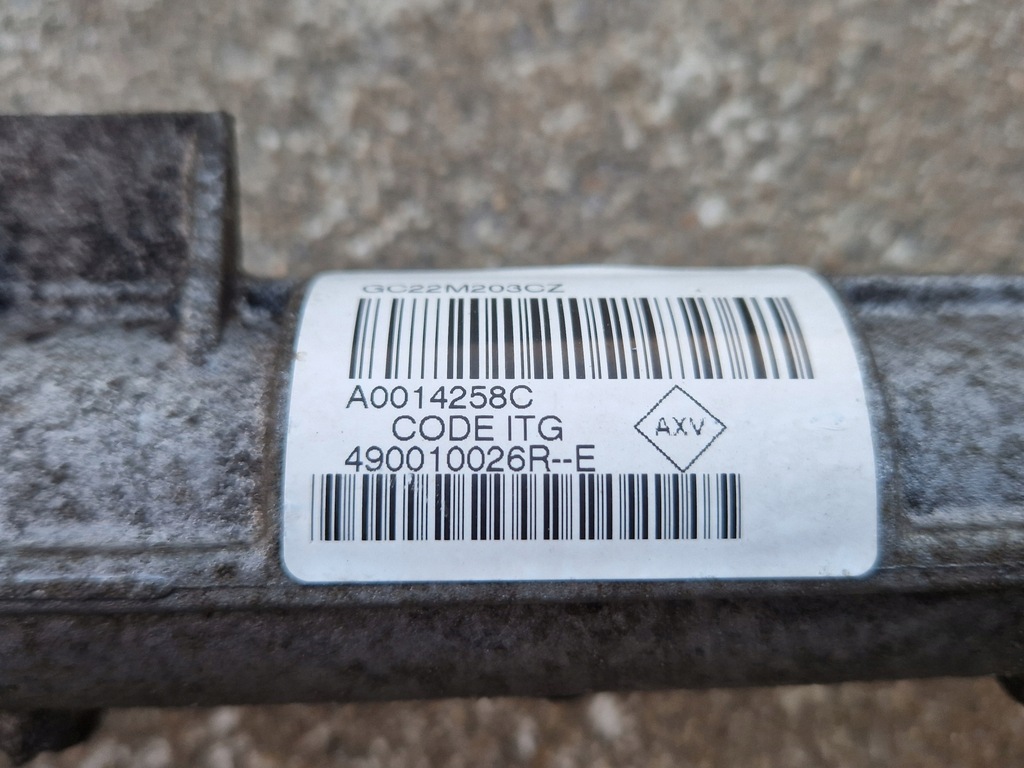 GC22M203CZ
A0014258C
CODE ITG
AXV
490010026R--E